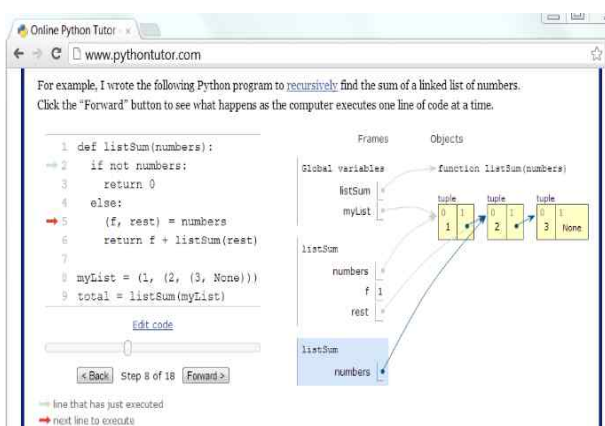 Online Python Tutor
www.pythontutor.com
For example, I wrote the following Python program to recursively find the sum of a linked list of numbers.
Click the “Forward” button to see what happens as the computer executes one line of code at a time.
1 def listSum(numbers):
2 if not numbers:
3 return 0
4 else:
5 (f, rest) = numbers
6 return f + listSum(rest)
7
8 myList = (1, (2, (3, None)))
9 total = listSum(myList)
Edit code
< Back Step 8 of 18 Forward >
line that has just executed
next line to execute
Frames Objects
Global variables function listSum(numbers)
listSum
myList
tuple tuple tuple
0 1 0 1 0 1
1 2 3 None
listSum
numbers
f 1
rest
listSum
numbers